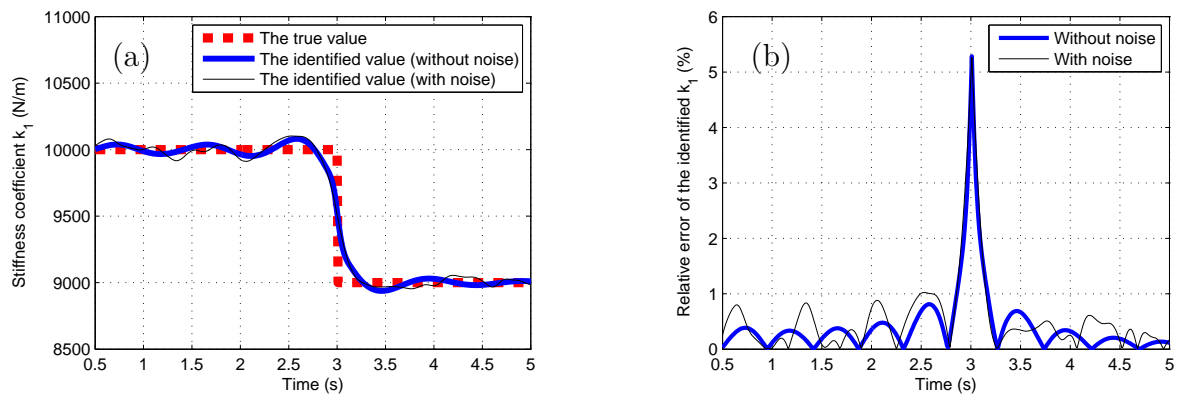 11000
10500
10000
9500
9000
8500
Stiffness coefficient k1 (N/m)
(a)
The true value
The identified value (without noise)
The identified value (with noise)
0.5 1 1.5 2 2.5 3 3.5 4 4.5 5
Time (s)
6
5
4
3
2
1
0
Relative error of the identified k1 (%)
(b)
Without noise
With noise
0.5 1 1.5 2 2.5 3 3.5 4 4.5 5
Time (s)